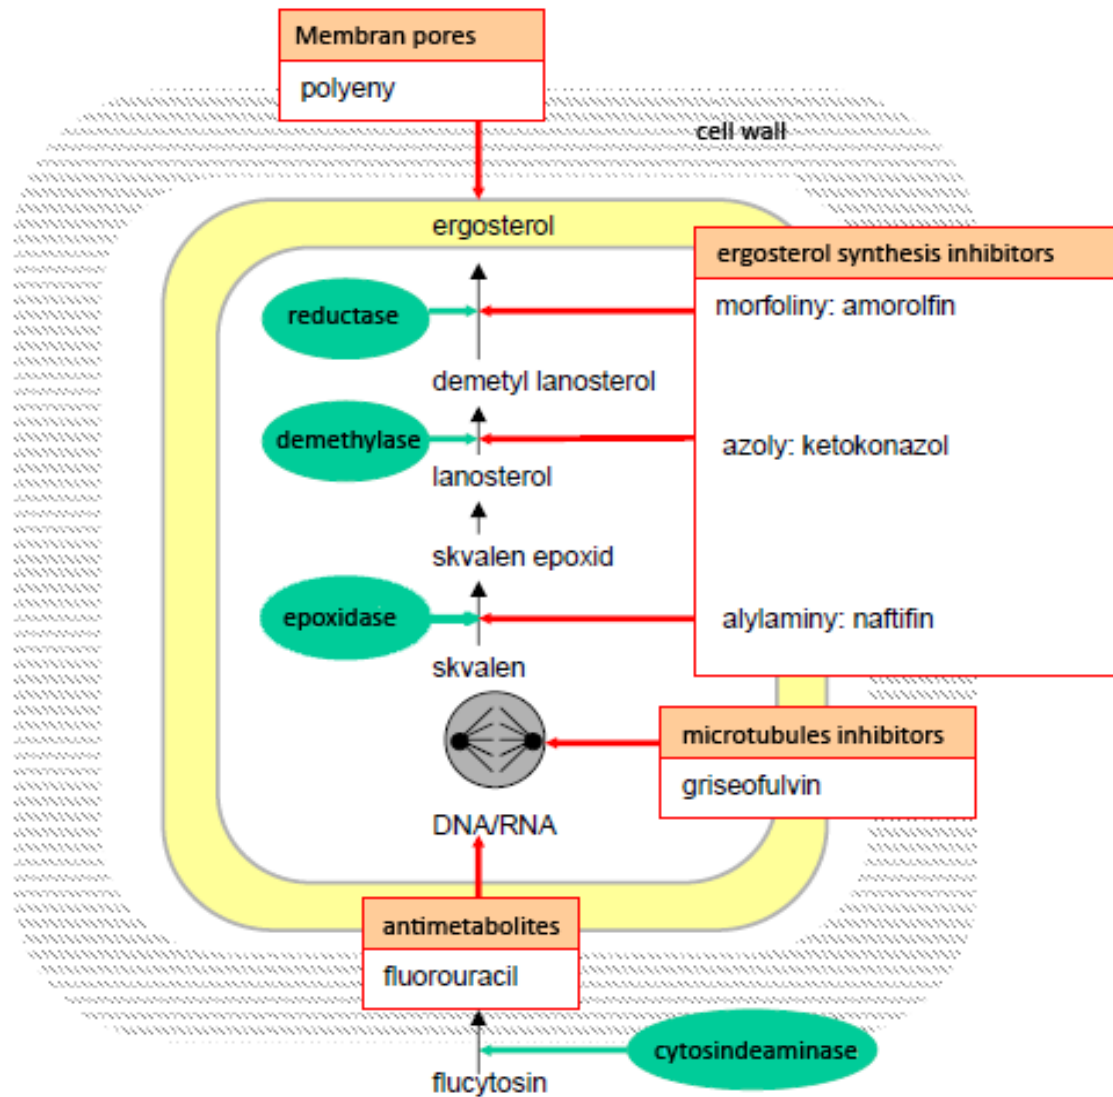 Membran pores
polyeny
cell wall
ergosterol
ergosterol synthesis inhibitors
reductase
morfoliny: amorolfin
demetyl lanosterol
demethylase
azoly: ketokonazol
lanosterol
skvalen epoxid
epoxidase
alylaminy: naftifin
skvalen
microtubules inhibitors
griseofulvin
DNA/RNA
antimetabolites
fluorouracil
cytosindeaminase
flucytosin